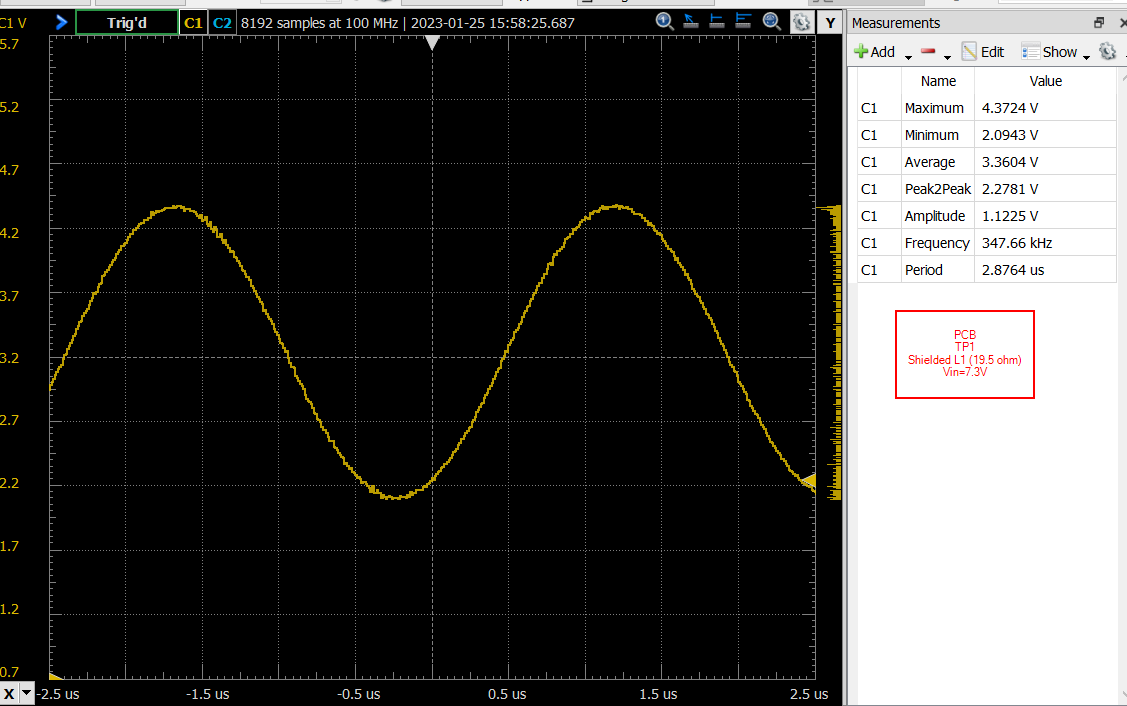 C1 V
Trig'd
C1
C2
8192 samples at 100 MHz | 2023-01-25 15:58:25.687
Y
Measurements
Add
Edit
Show
Name Value
C1 Maximum 4.3724 V
C1 Minimum 2.0943 V
C1 Average 3.3604 V
C1 Peak2Peak 2.2781 V
C1 Amplitude 1.1225 V
C1 Frequency 347.66 kHz
C1 Period 2.8764 us
PCB
TP1
Shielded L1 (19.5 ohm)
Vin=7.3V
5.7
5.2
4.7
4.2
3.7
3.2
2.7
2.2
1.7
1.2
0.7
X
-2.5 us
-1.5 us
-0.5 us
0.5 us
1.5 us
2.5 us